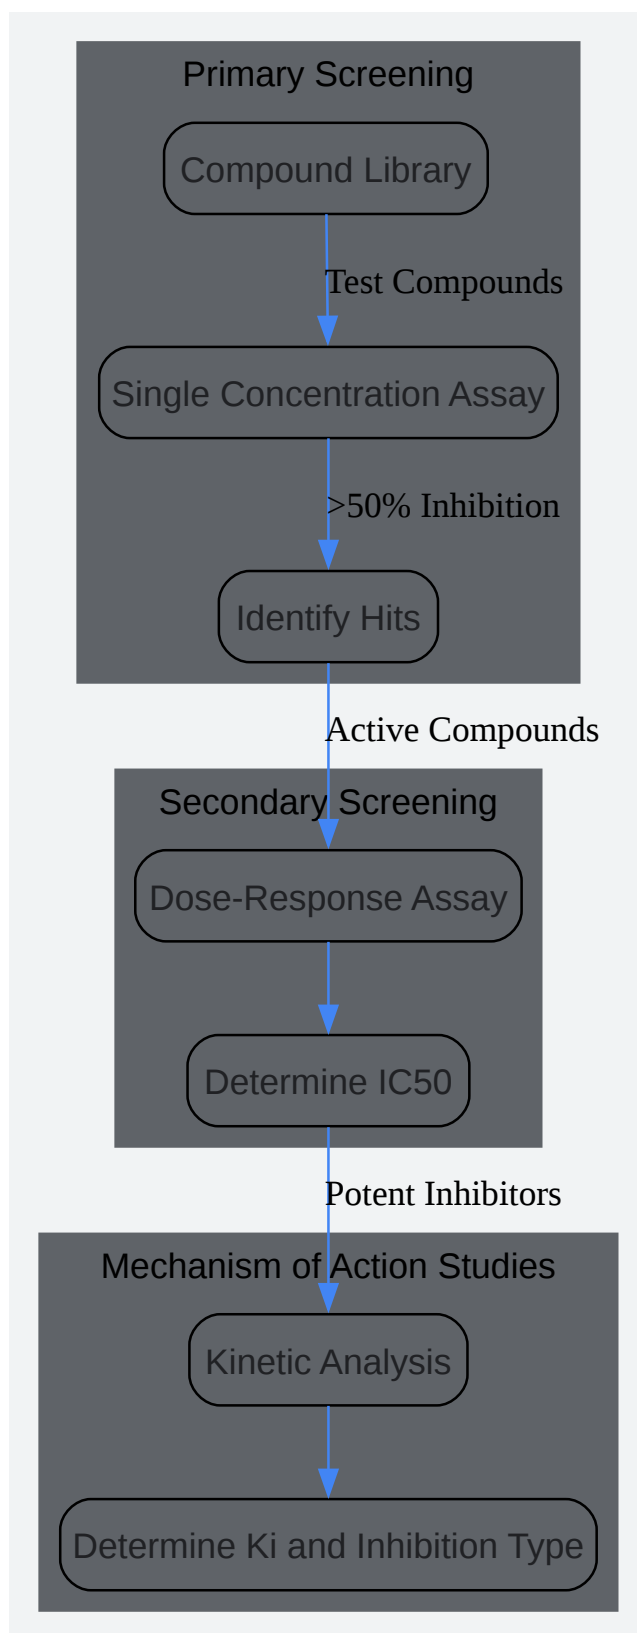 Primary Screening
Compound Library
Test Compounds
Single Concentration Assay
>50% Inhibition
Identify Hits
Active Compounds
Secondary Screening
Dose-Response Assay
Determine IC50
Potent Inhibitors
Mechanism of Action Studies
Kinetic Analysis
Determine Ki and Inhibition Type